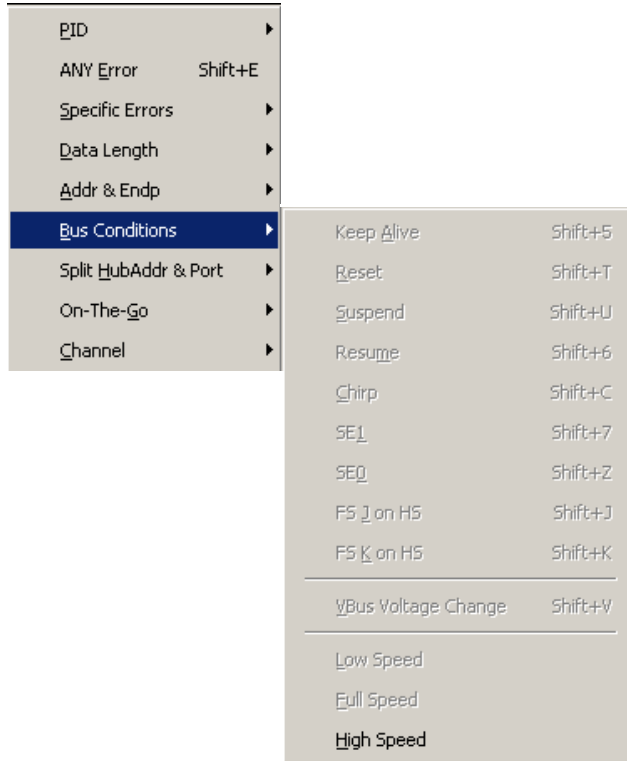 PID
ANY Error Shift+E
Specific Errors
Data Length
Addr & Endp
Bus Conditions
Split HubAddr & Port
On-The-Go
Channel
Keep Alive Shift+5
Reset Shift+T
Suspend Shift+U
Resume Shift+6
Chirp Shift+C
SE1 Shift+7
SE0 Shift+Z
FS J on HS Shift+J
FS K on HS Shift+K
VBus Voltage Change Shift+V
Low Speed
Full Speed
High Speed